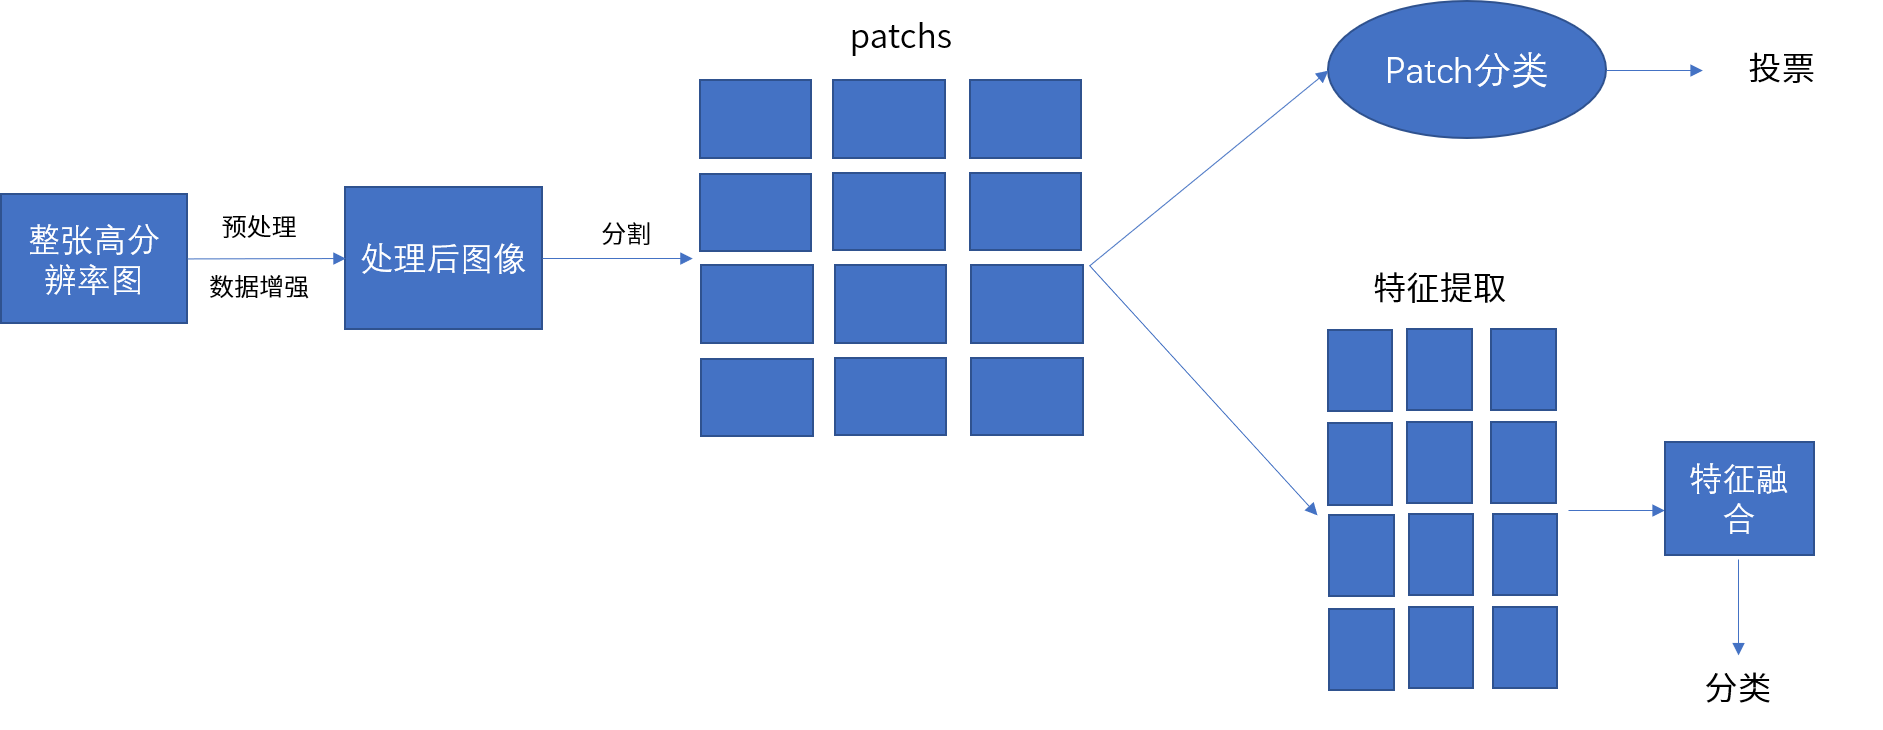 patchs
Patch分类
投票
整张高分
辨率图
预处理
数据增强
处理后图像
分割
特征提取
特征融
合
分类